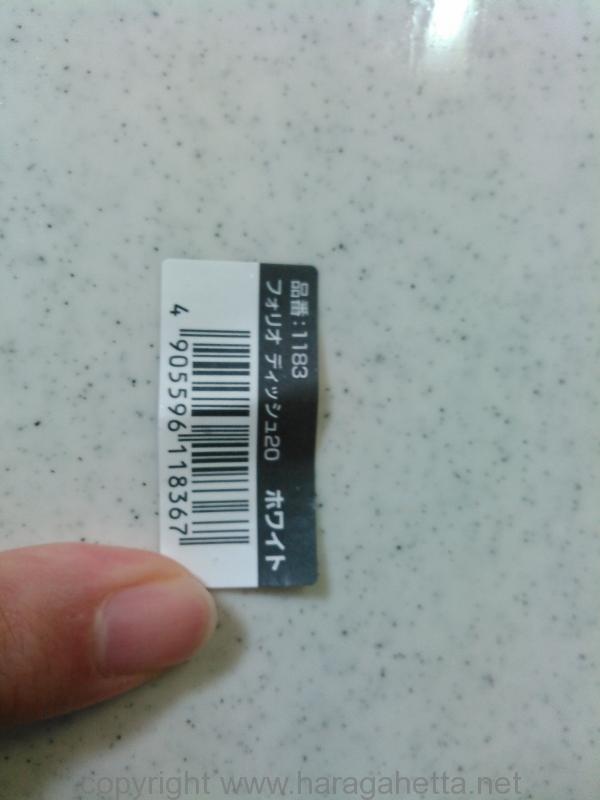 品番：1183
フォリオ ディッシュ20 ホワイト
4 905596 118367
copyright www.haragahetta.net